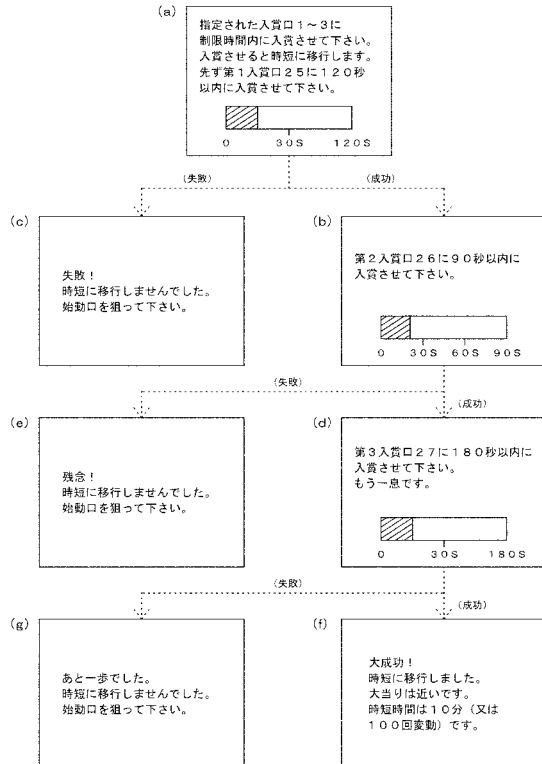 (a)
指定された入賞口1～3に
制限時間内に入賞させて下さい。
入賞させると時短に移行します。
先ず第1入賞口25に120秒
以内に入賞させて下さい。
0 30S 120S
(失敗) (成功)
(c)
失敗!
時短に移行しませんでした。
始動口を狙って下さい。
(b)
第2入賞口26に90秒以内に
入賞させて下さい。
0 30S 60S 90S
(失敗) (成功)
(e)
残念!
時短に移行しませんでした。
始動口を狙って下さい。
(d)
第3入賞口27に180秒以内に
入賞させて下さい。
もう一息です。
0 30S 180S
(失敗) (成功)
(g)
あと一歩でした。
時短に移行しませんでした。
始動口を狙って下さい。
(f)
大成功!
時短に移行しました。
大当りは近いです。
時短時間は10分(又は
100回変動)です。